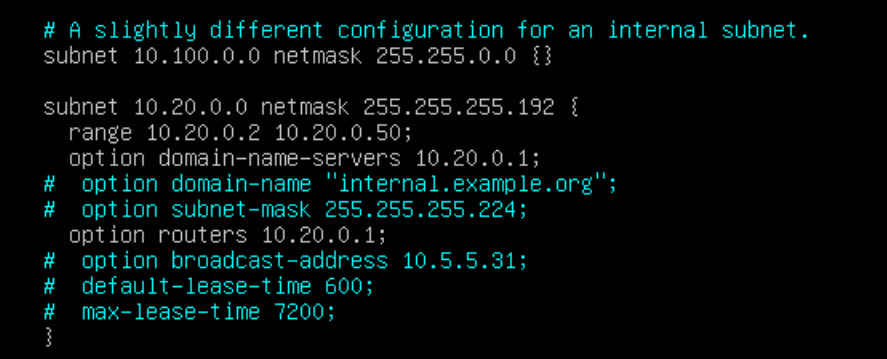 # A slightly different configuration for an internal subnet.
subnet 10.100.0.0 netmask 255.255.0.0 {}
subnet 10.20.0.0 netmask 255.255.255.192 {
  range 10.20.0.2 10.20.0.50;
  option domain-name-servers 10.20.0.1;
#  option domain-name "internal.example.org";
#  option subnet-mask 255.255.255.224;
  option routers 10.20.0.1;
#  option broadcast-address 10.5.5.31;
#  default-lease-time 600;
#  max-lease-time 7200;
}